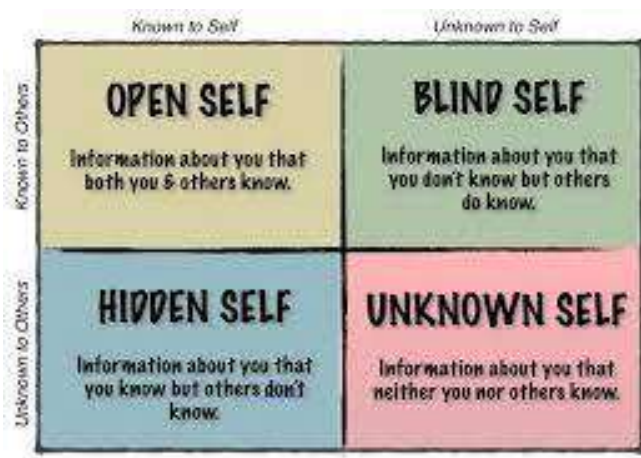 Known to Self
Unknown to Self
Known to Others
OPEN SELF
Information about you that
both you & others know.
BLIND SELF
Information about you that
you don't know but others
do know.
Unknown to Others
HIDDEN SELF
Information about you that
you know but others don't
know.
UNKNOWN SELF
Information about you that
neither you nor others know.